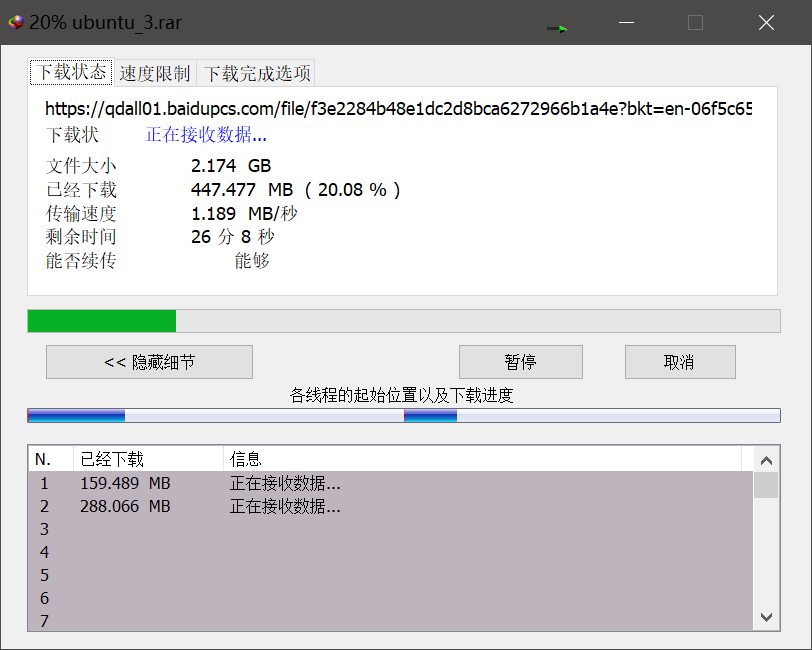 20% ubuntu_3.rar
下载状态 速度限制 下载完成选项
https://qdall01.baidupcs.com/file/f3e2284b48e1dc2d8bca6272966b1a4e?bkt=en-06f5c65
下载状 正在接收数据...
文件大小 2.174 GB
已经下载 447.477 MB ( 20.08 % )
传输速度 1.189 MB/秒
剩余时间 26 分 8 秒
能否续传 能够
<< 隐藏细节 暂停 取消
各线程的起始位置以及下载进度
N. 已经下载 信息
1 159.489 MB 正在接收数据...
2 288.066 MB 正在接收数据...
3
4
5
6
7